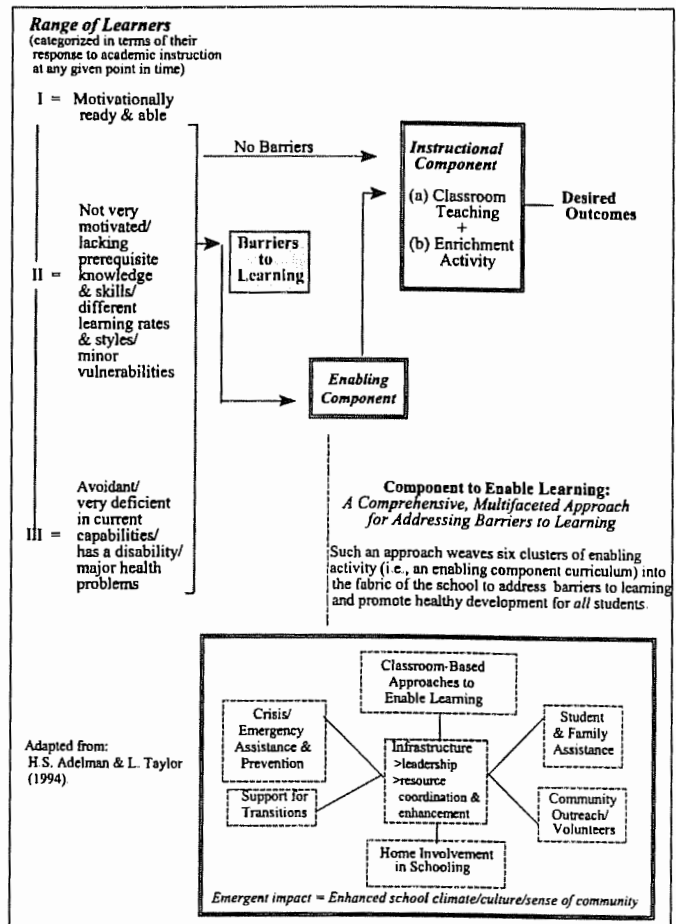 Range of Learners
(categorized in terms of their
response to academic instruction
at any given point in time)
I = Motivationally
ready & able
No Barriers
Instructional
Component
(a) Classroom
Teaching
+
(b) Enrichment
Activity
Desired
Outcomes
II =
Not very
motivated/
lacking
prerequisite
knowledge
& skills/
different
learning rates
& styles/
minor
vulnerabilities
Barriers
to
Learning
Enabling
Component
III =
Avoidant/
very deficient
in current
capabilities/
has a disability/
major health
problems
Component to Enable Learning:
A Comprehensive, Multifaceted Approach
for Addressing Barriers to Learning
Such an approach weaves six clusters of enabling
activity (i.e., an enabling component curriculum) into
the fabric of the school to address barriers to learning
and promote healthy development for all students.
Adapted from:
H.S. Adelman & L. Taylor
(1994).
Classroom-Based
Approaches to
Enable Learning
Crisis/
Emergency
Assistance &
Prevention
Student
& Family
Assistance
Infrastructure
>leadership
>resource
coordination &
enhancement
Support for
Transitions
Community
Outreach/
Volunteers
Home Involvement
in Schooling
Emergent impact = Enhanced school climate/culture/sense of community